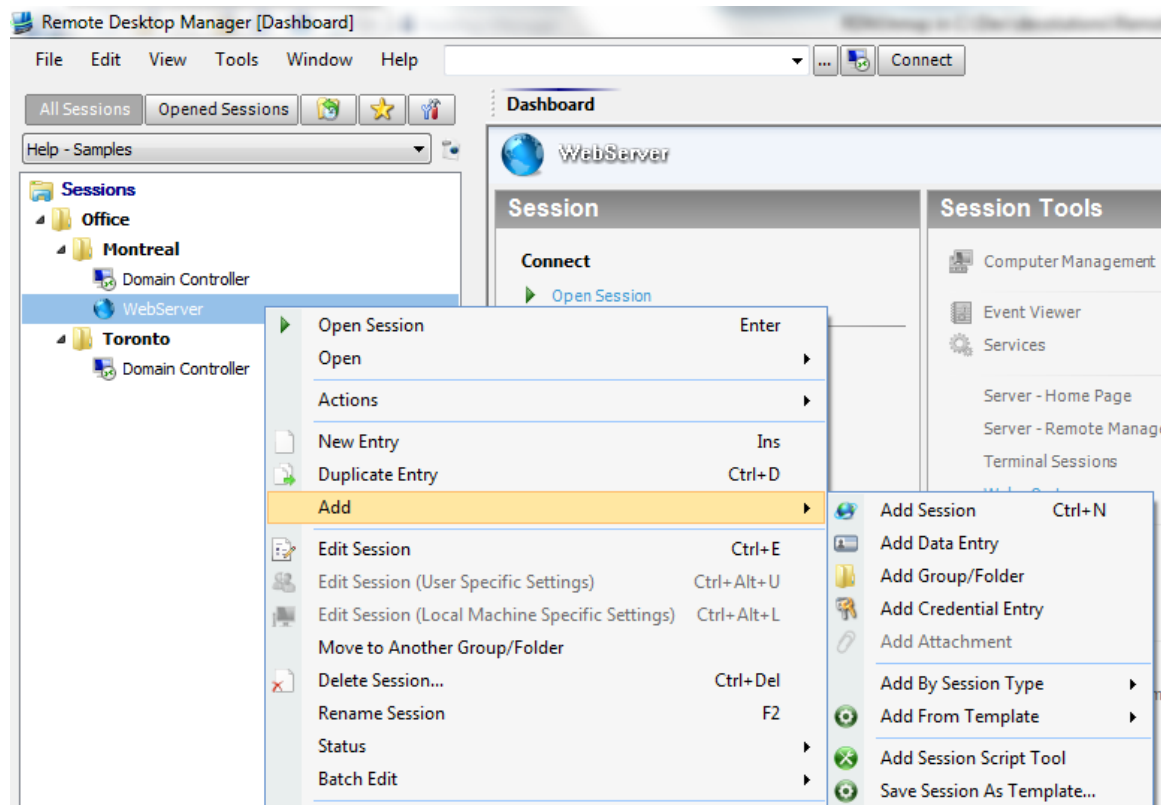 Remote Desktop Manager [Dashboard]
File Edit View Tools Window Help ... Connect
All Sessions Opened Sessions
Help - Samples
Sessions
Office
Montreal
Domain Controller
WebServer
Toronto
Domain Controller
Dashboard
WebServer
Session
Connect
Open Session
Session Tools
Computer Management
Event Viewer
Services
Server - Home Page
Server - Remote Manag
Terminal Sessions
Open Session Enter
Open
Actions
New Entry Ins
Duplicate Entry Ctrl+D
Add
Edit Session Ctrl+E
Edit Session (User Specific Settings) Ctrl+Alt+U
Edit Session (Local Machine Specific Settings) Ctrl+Alt+L
Move to Another Group/Folder
Delete Session... Ctrl+Del
Rename Session F2
Status
Batch Edit
Add Session Ctrl+N
Add Data Entry
Add Group/Folder
Add Credential Entry
Add Attachment
Add By Session Type
Add From Template
Add Session Script Tool
Save Session As Template...